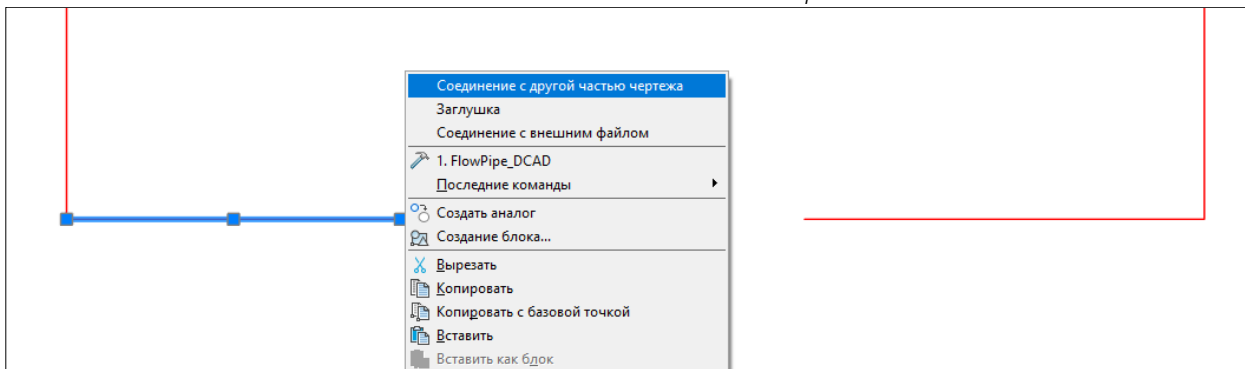 Соединение с другой частью чертежа
Заглушка
Соединение с внешним файлом
1. FlowPipe_DCAD
Последние команды
Создать аналог
Создание блока...
Вырезать
Копировать
Копировать с базовой точкой
Вставить
Вставить как блок